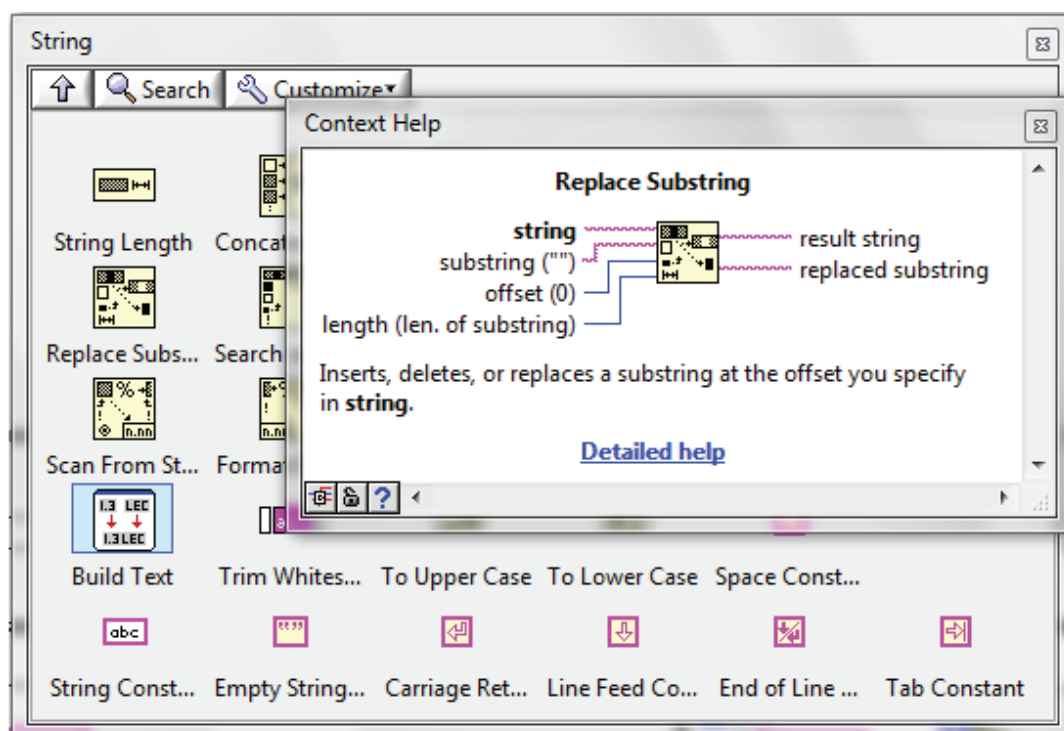 String
Search Customize
Context Help
Replace Substring
string
substring ("")
offset (0)
length (len. of substring)
result string
replaced substring
Inserts, deletes, or replaces a substring at the offset you specify
in string.
Detailed help
String Length Concat
Replace Subs... Search
Scan From St... Format
Build Text Trim Whites... To Upper Case To Lower Case Space Const...
abc
String Const... Empty String... Carriage Ret... Line Feed Co... End of Line ... Tab Constant